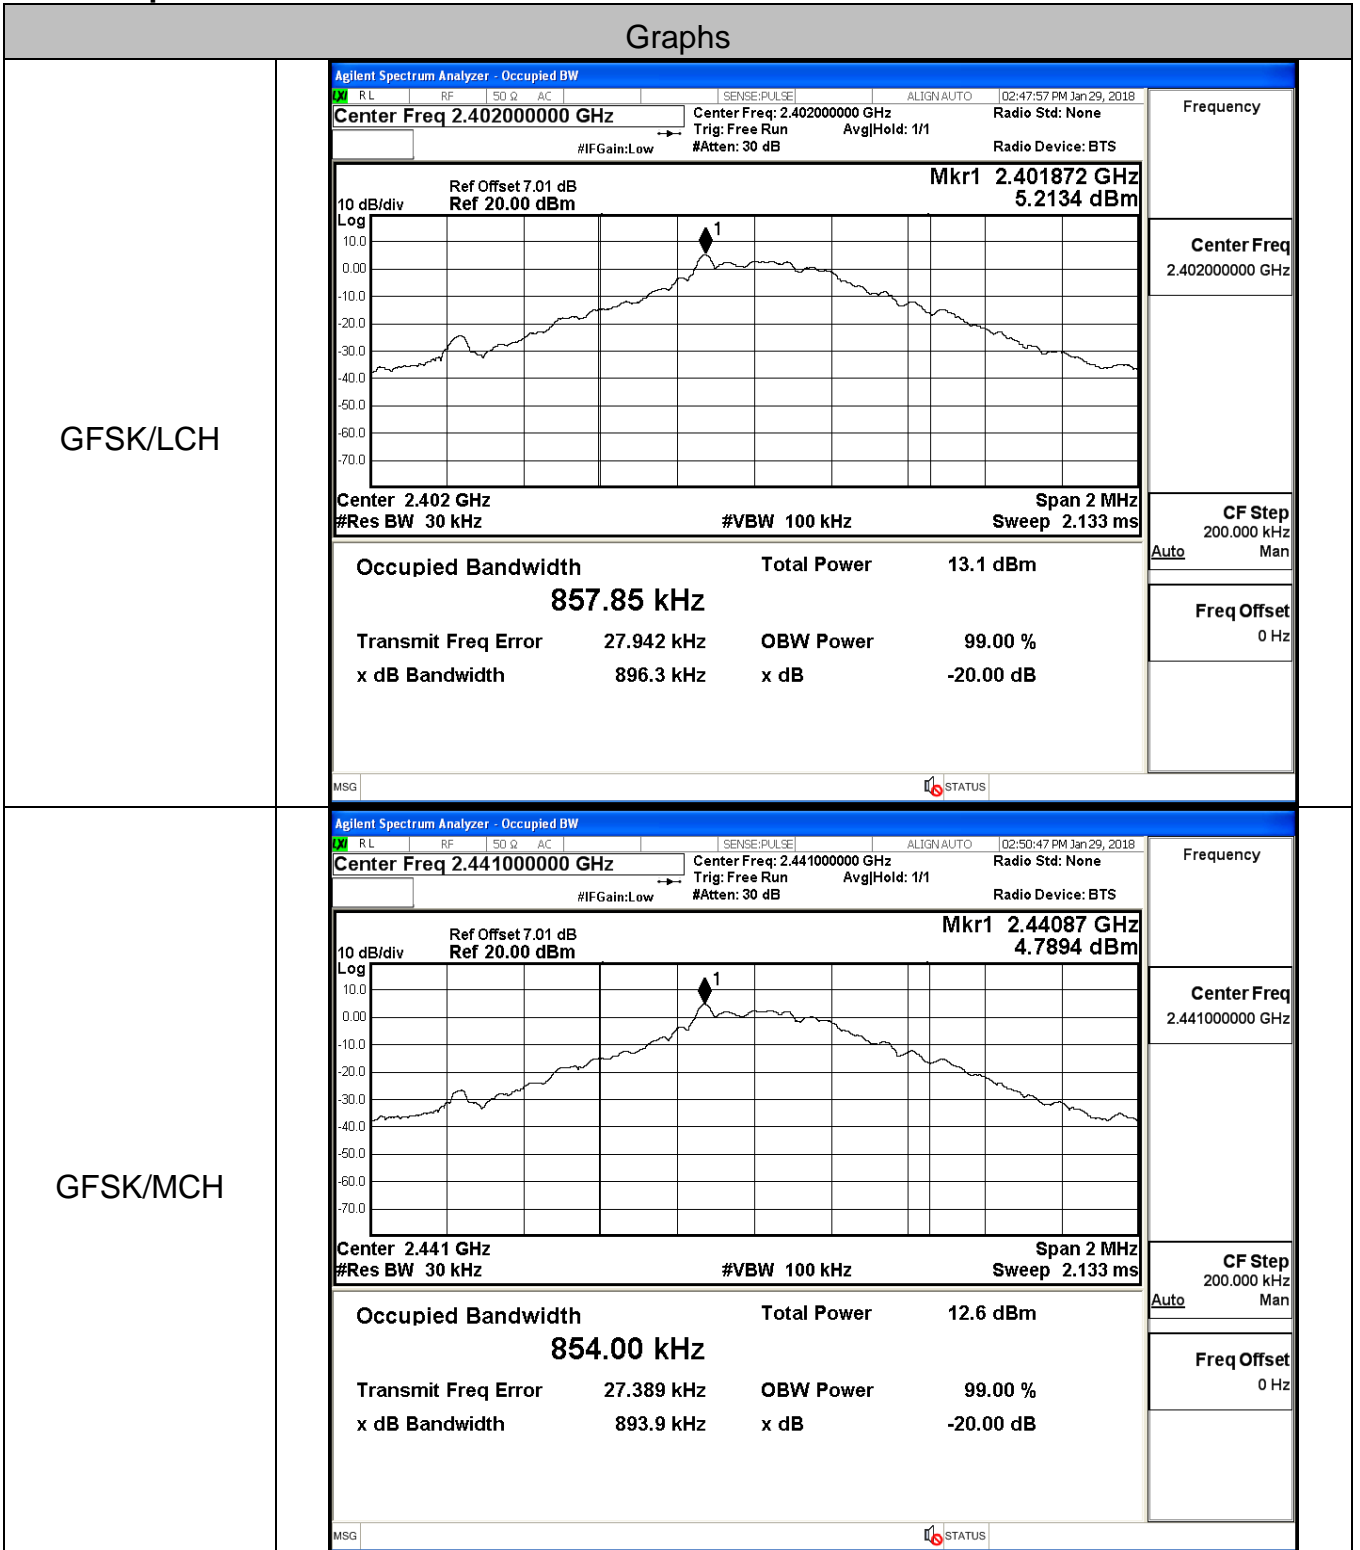 Graphs
GFSK/LCH
Agilent Spectrum Analyzer - Occupied BW
LXI RL RF 50 Ω AC SENSE:PULSE ALIGN AUTO 02:47:57 PM Jan 29, 2018
Center Freq 2.402000000 GHz
Center Freq: 2.402000000 GHz Radio Std: None
Trig: Free Run Avg|Hold: 1/1
#IFGain:Low #Atten: 30 dB Radio Device: BTS
Frequency
Mkr1 2.401872 GHz
5.2134 dBm
Ref Offset 7.01 dB
10 dB/div Ref 20.00 dBm
Log
10.0
0.00
-10.0
-20.0
-30.0
-40.0
-50.0
-60.0
-70.0
1
Center 2.402 GHz Span 2 MHz
#Res BW 30 kHz #VBW 100 kHz Sweep 2.133 ms
Occupied Bandwidth Total Power 13.1 dBm
857.85 kHz
Transmit Freq Error 27.942 kHz OBW Power 99.00 %
x dB Bandwidth 896.3 kHz x dB -20.00 dB
Center Freq
2.402000000 GHz
CF Step
200.000 kHz
Auto Man
Freq Offset
0 Hz
MSG STATUS
GFSK/MCH
Agilent Spectrum Analyzer - Occupied BW
LXI RL RF 50 Ω AC SENSE:PULSE ALIGN AUTO 02:50:47 PM Jan 29, 2018
Center Freq 2.441000000 GHz
Center Freq: 2.441000000 GHz Radio Std: None
Trig: Free Run Avg|Hold: 1/1
#IFGain:Low #Atten: 30 dB Radio Device: BTS
Frequency
Mkr1 2.44087 GHz
4.7894 dBm
Ref Offset 7.01 dB
10 dB/div Ref 20.00 dBm
Log
10.0
0.00
-10.0
-20.0
-30.0
-40.0
-50.0
-60.0
-70.0
1
Center 2.441 GHz Span 2 MHz
#Res BW 30 kHz #VBW 100 kHz Sweep 2.133 ms
Occupied Bandwidth Total Power 12.6 dBm
854.00 kHz
Transmit Freq Error 27.389 kHz OBW Power 99.00 %
x dB Bandwidth 893.9 kHz x dB -20.00 dB
Center Freq
2.441000000 GHz
CF Step
200.000 kHz
Auto Man
Freq Offset
0 Hz
MSG STATUS